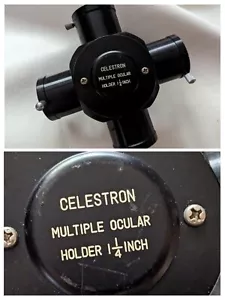 CELESTRON
MULTIPLE OCULAR
HOLDER 1 1/4 INCH
CELESTRON
MULTIPLE OCULAR
HOLDER 1 1/4 INCH